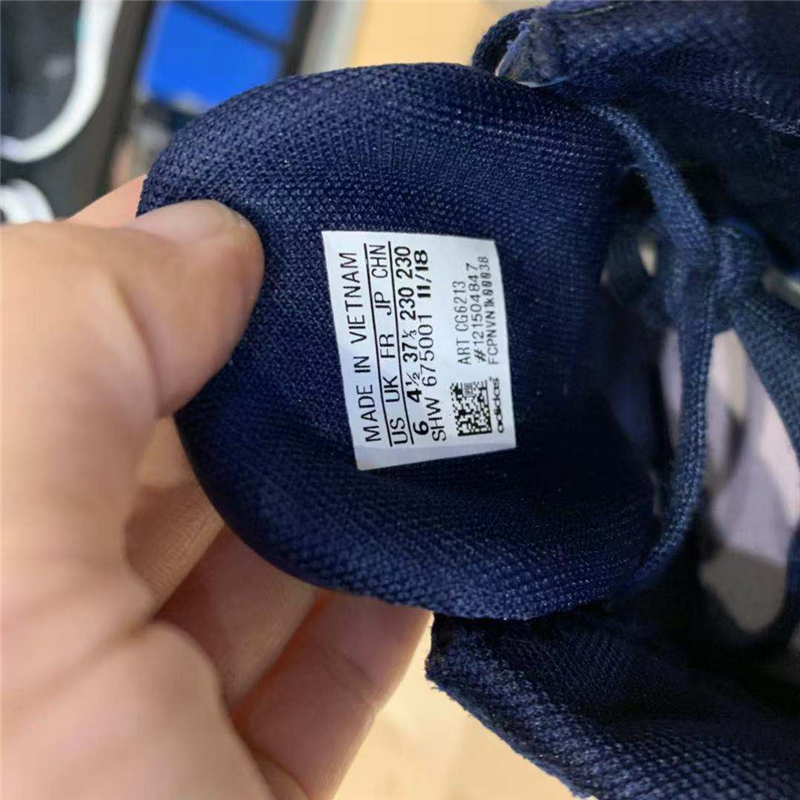 MADE IN VIETNAM
US UK FR JP CHN
6 4½ 37⅓ 230 230
SHW 675001 11/18
ART CG6213
#121504847
FCPNVN1k00038
adidas